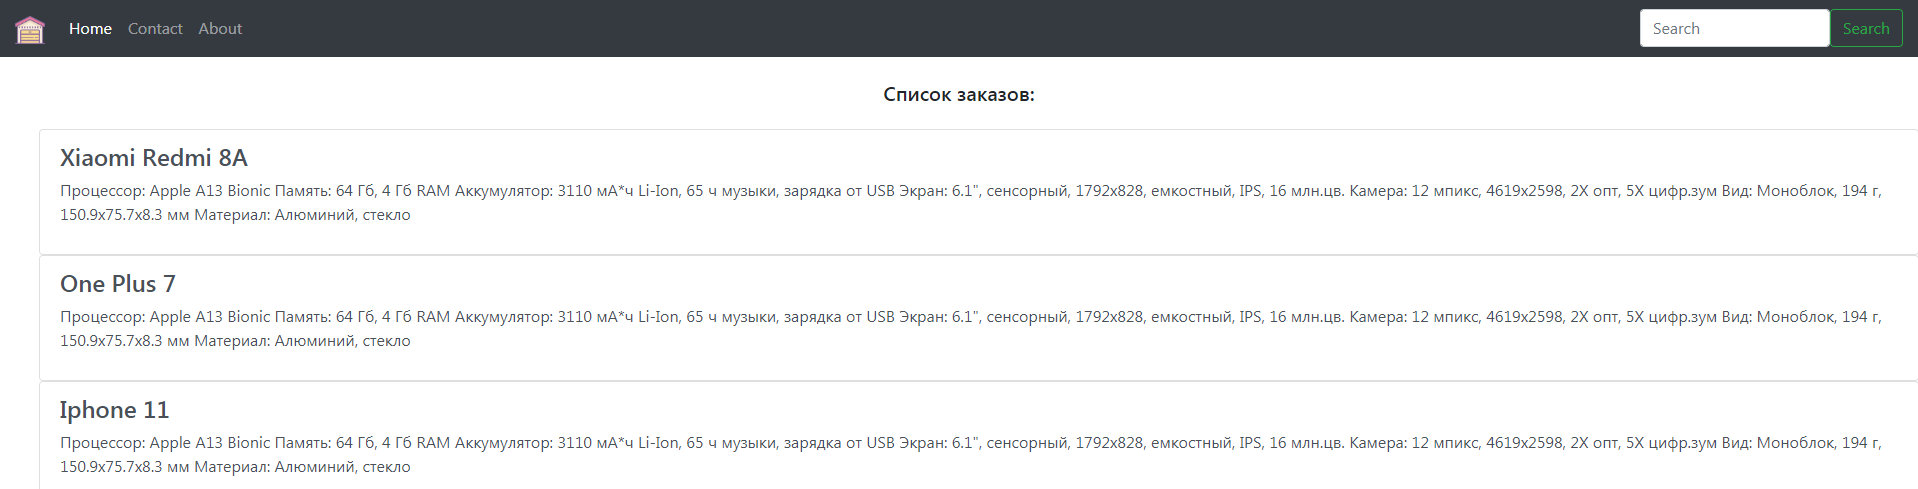 Home Contact About Search Search
Список заказов:
Xiaomi Redmi 8A
Процессор: Apple A13 Bionic Память: 64 Гб, 4 Гб RAM Аккумулятор: 3110 мА*ч Li-Ion, 65 ч музыки, зарядка от USB Экран: 6.1", сенсорный, 1792x828, емкостный, IPS, 16 млн.цв. Камера: 12 мпикс, 4619x2598, 2X опт, 5X цифр.зум Вид: Моноблок, 194 г,
150.9x75.7x8.3 мм Материал: Алюминий, стекло
One Plus 7
Процессор: Apple A13 Bionic Память: 64 Гб, 4 Гб RAM Аккумулятор: 3110 мА*ч Li-Ion, 65 ч музыки, зарядка от USB Экран: 6.1", сенсорный, 1792x828, емкостный, IPS, 16 млн.цв. Камера: 12 мпикс, 4619x2598, 2X опт, 5X цифр.зум Вид: Моноблок, 194 г,
150.9x75.7x8.3 мм Материал: Алюминий, стекло
Iphone 11
Процессор: Apple A13 Bionic Память: 64 Гб, 4 Гб RAM Аккумулятор: 3110 мА*ч Li-Ion, 65 ч музыки, зарядка от USB Экран: 6.1", сенсорный, 1792x828, емкостный, IPS, 16 млн.цв. Камера: 12 мпикс, 4619x2598, 2X опт, 5X цифр.зум Вид: Моноблок, 194 г,
150.9x75.7x8.3 мм Материал: Алюминий, стекло